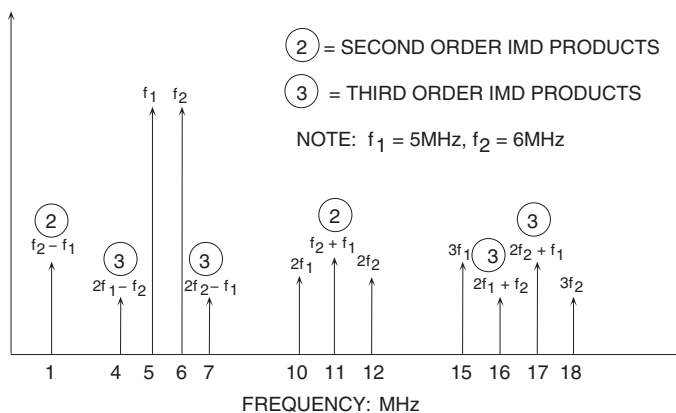 2 = SECOND ORDER IMD PRODUCTS
3 = THIRD ORDER IMD PRODUCTS
NOTE: f1 = 5MHz, f2 = 6MHz
f1
f2
2
f2 – f1
3
2f1 – f2
3
2f2 – f1
2
f2 + f1
2f1
2f2
3
3f1
3
2f2 + f1
2f1 + f2
3f2
1 4 5 6 7 10 11 12 15 16 17 18
FREQUENCY: MHz